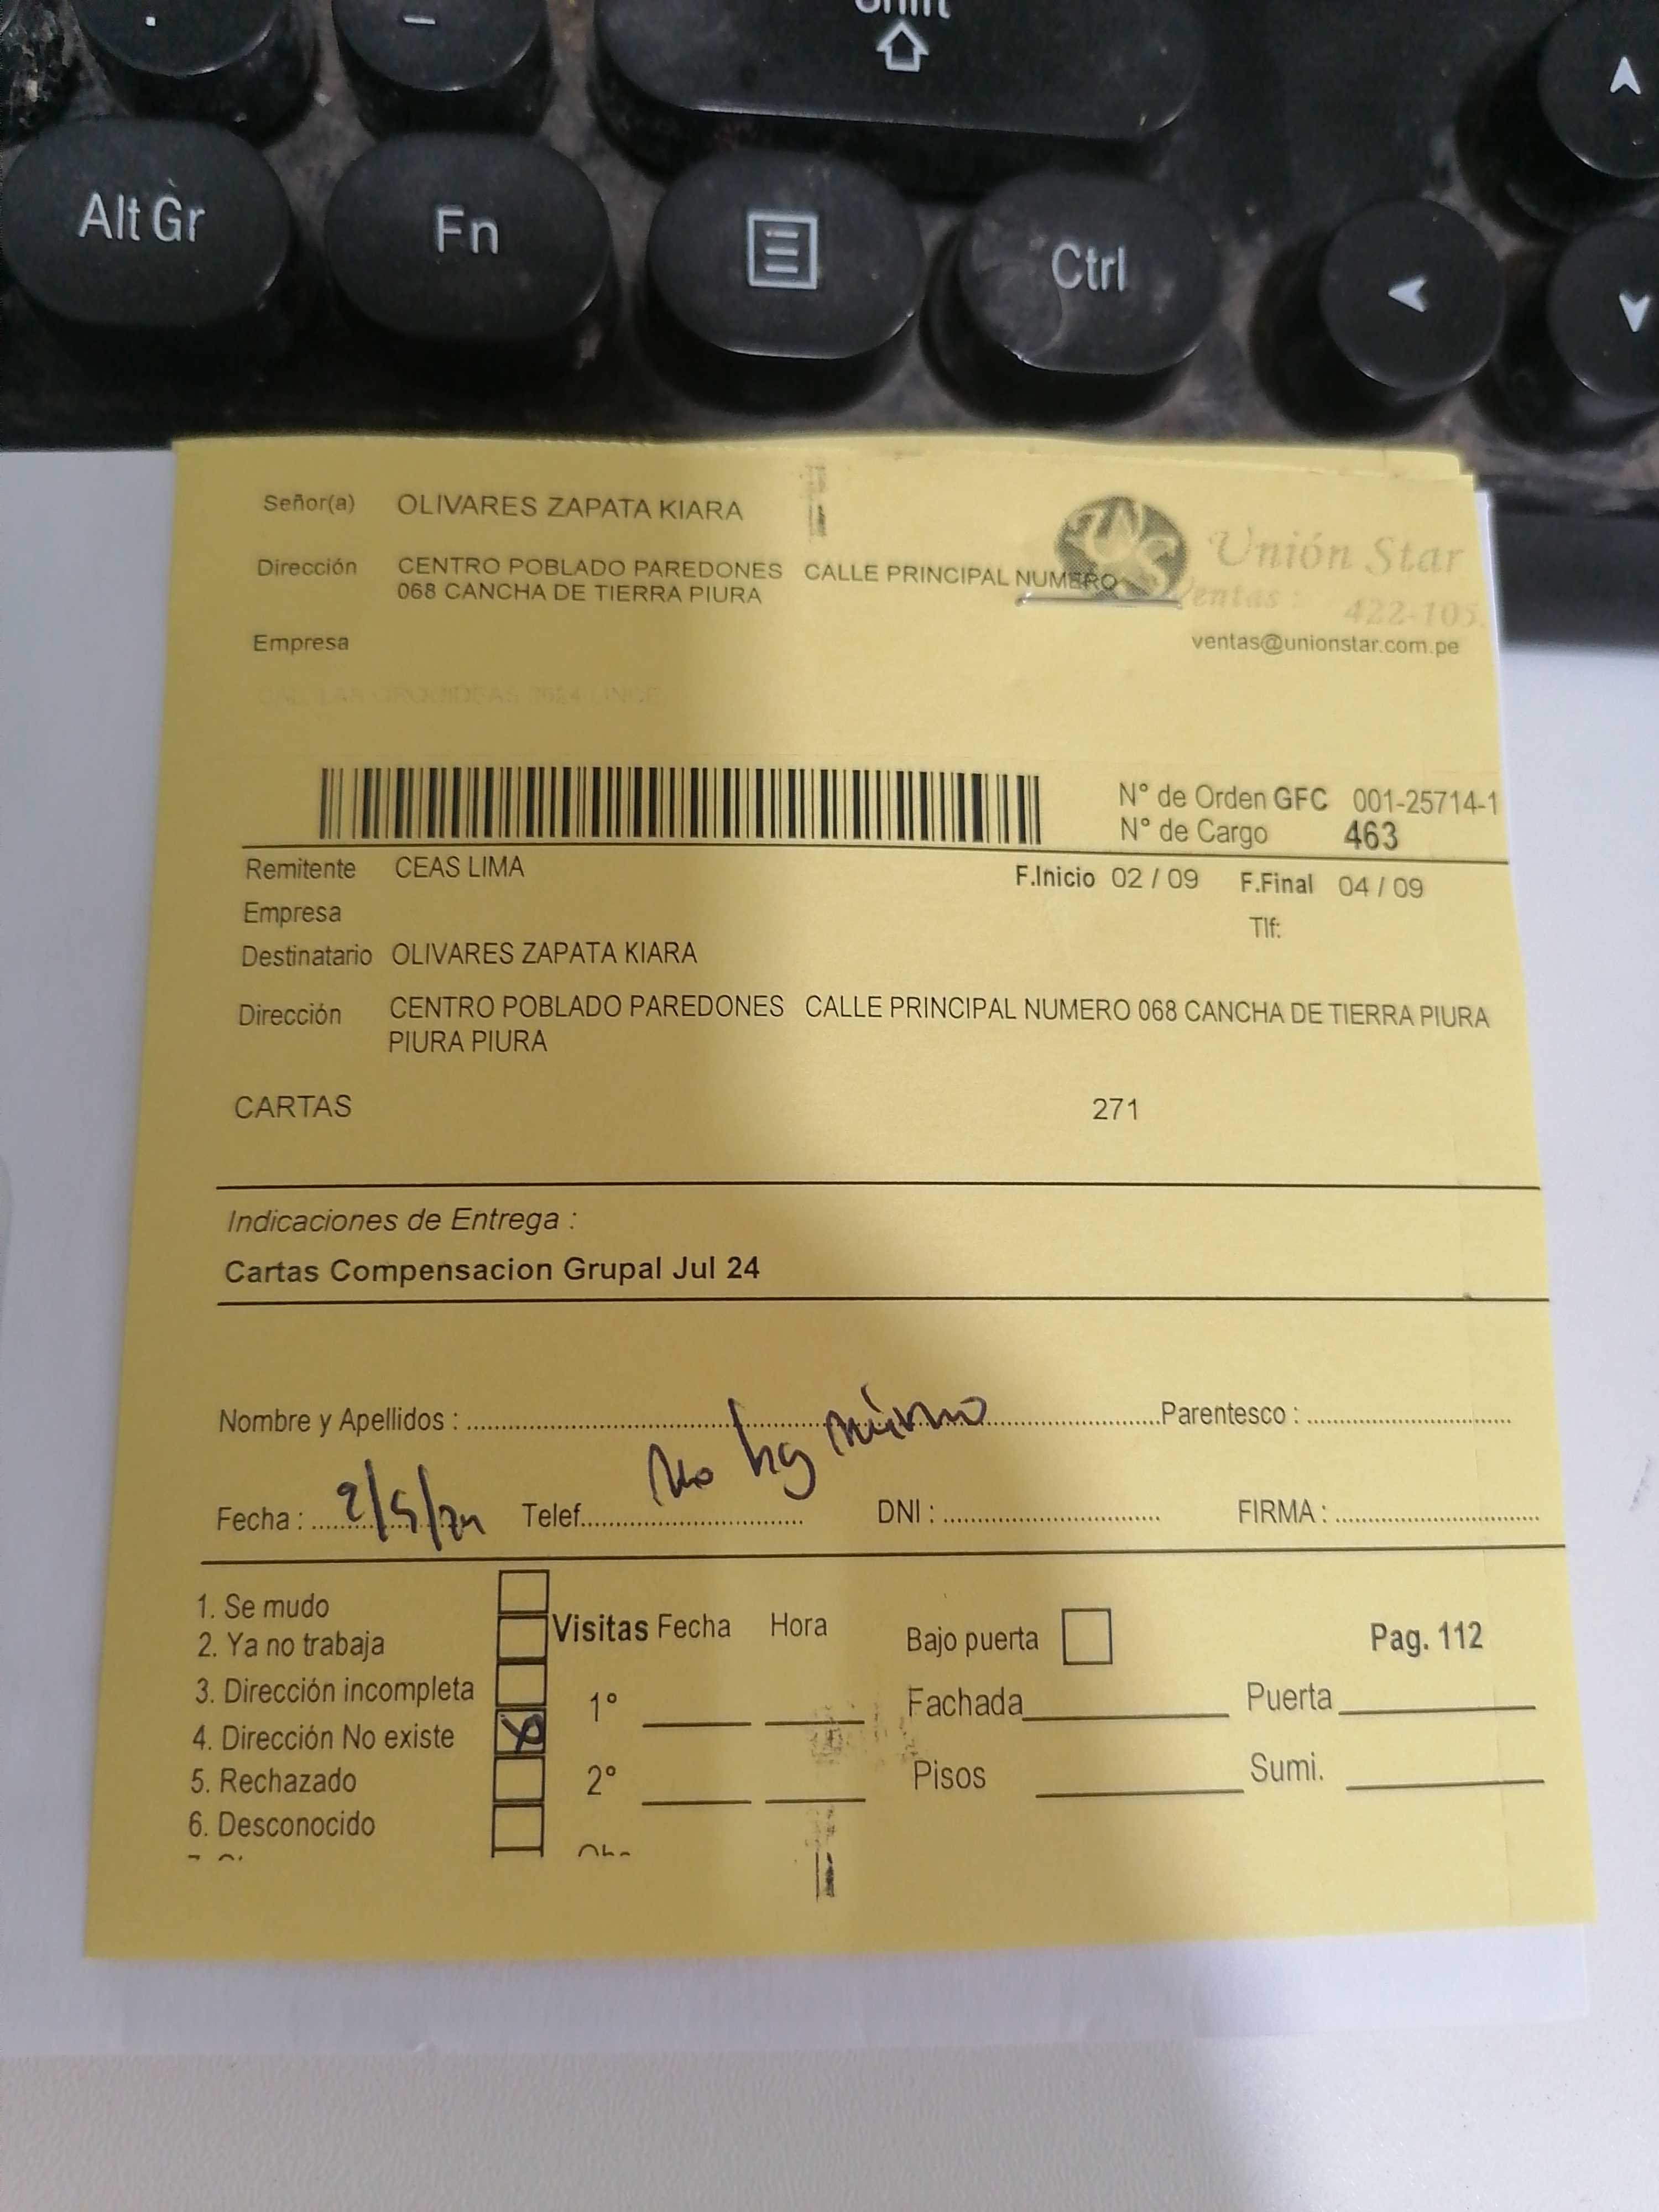 Shift
Alt Gr
Fn
Ctrl
Señor(a) OLIVARES ZAPATA KIARA
Unión Star
Dirección CENTRO POBLADO PAREDONES CALLE PRINCIPAL NUMERO
068 CANCHA DE TIERRA PIURA
Ventas : 422-105
Empresa
ventas@unionstar.com.pe
N° de Orden GFC 001-25714-1
N° de Cargo 463
Remitente CEAS LIMA
F.Inicio 02 / 09 F.Final 04 / 09
Empresa
Tlf:
Destinatario OLIVARES ZAPATA KIARA
Dirección CENTRO POBLADO PAREDONES CALLE PRINCIPAL NUMERO 068 CANCHA DE TIERRA PIURA
PIURA PIURA
CARTAS 271
Indicaciones de Entrega :
Cartas Compensacion Grupal Jul 24
Nombre y Apellidos : Parentesco :
No hay número
Fecha : Telef. DNI : FIRMA :
1. Se mudo
2. Ya no trabaja
Visitas Fecha Hora
Bajo puerta
Pag. 112
3. Dirección incompleta
1°
Fachada Puerta
4. Dirección No existe
5. Rechazado
2°
Pisos Sumi.
6. Desconocido